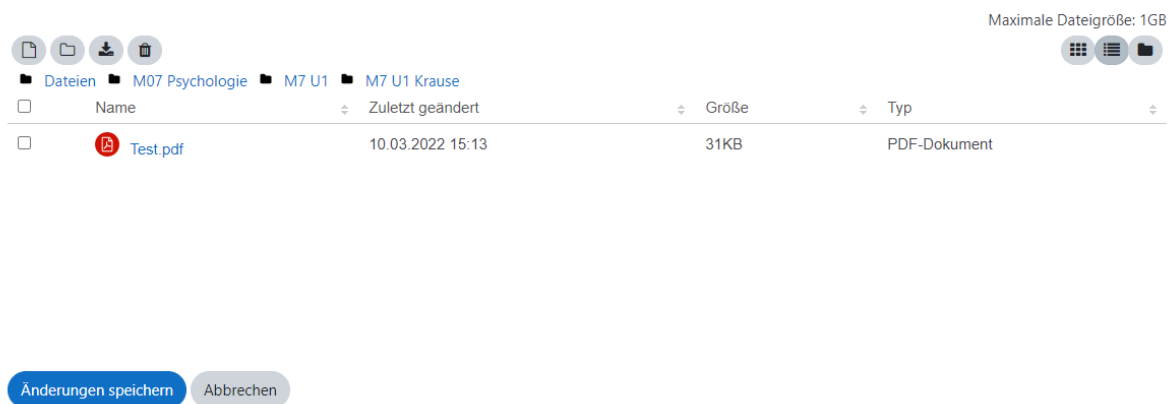 Maximale Dateigröße: 1GB
Dateien M07 Psychologie M7 U1 M7 U1 Krause
Name Zuletzt geändert Größe Typ
Test.pdf 10.03.2022 15:13 31KB PDF-Dokument
Änderungen speichern Abbrechen